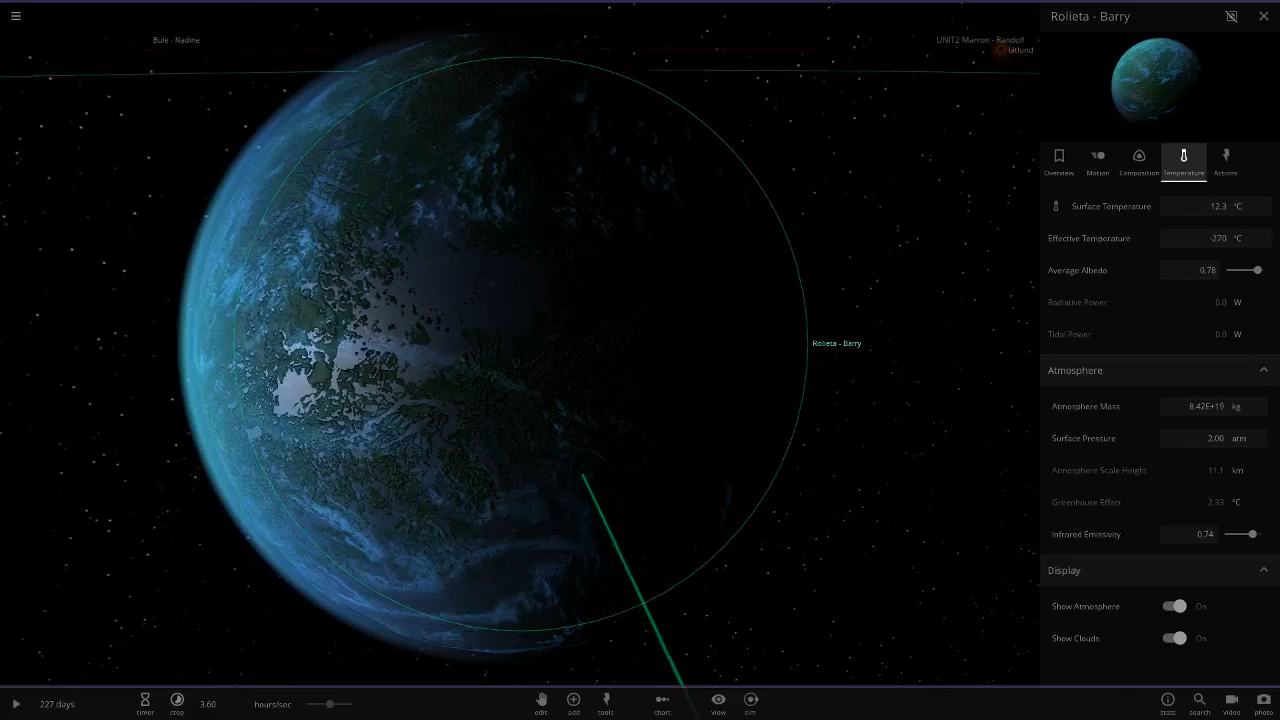 Bule - Nadine
UNIT2 Marron - Randolf
Litlund
Rolieta - Barry
Rolieta - Barry
Overview
Motion
Composition
Temperature
Actions
Surface Temperature 12.3 °C
Effective Temperature -270 °C
Average Albedo 0.78
Radiative Power 0.0 W
Tidal Power 0.0 W
Atmosphere
Atmosphere Mass 8.42E+19 kg
Surface Pressure 2.00 atm
Atmosphere Scale Height 11.1 km
Greenhouse Effect 2.33 °C
Infrared Emissivity 0.74
Display
Show Atmosphere On
Show Clouds On
227 days
timer
step
3.60 hours/sec
edit
add
tools
chart
view
sim
stats
search
video
photo